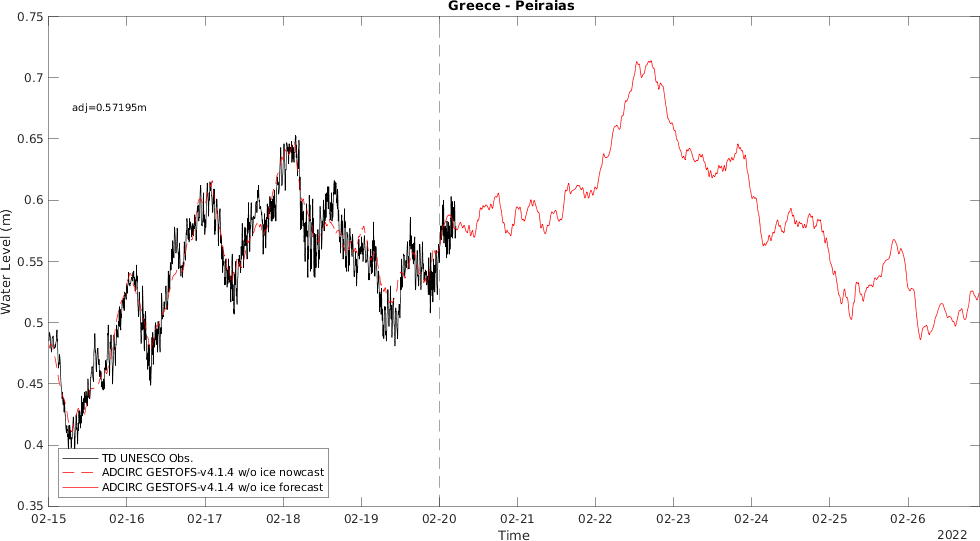 Greece - Peiraias
0.75
0.7
0.65
0.6
0.55
0.5
0.45
0.4
0.35
Water Level (m)
adj=0.57195m
TD UNESCO Obs.
ADCIRC GESTOFS-v4.1.4 w/o ice nowcast
ADCIRC GESTOFS-v4.1.4 w/o ice forecast
02-15 02-16 02-17 02-18 02-19 02-20 02-21 02-22 02-23 02-24 02-25 02-26
Time
2022